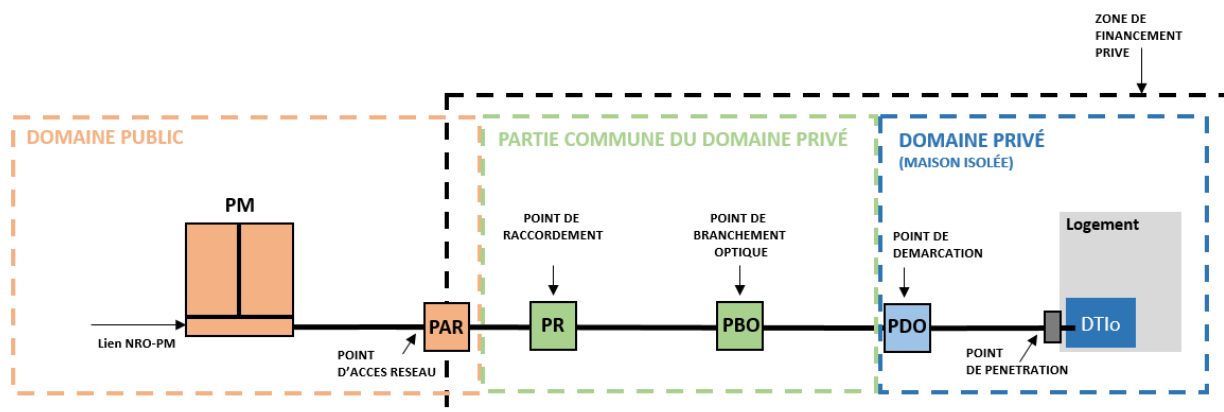 ZONE DE
FINANCEMENT
PRIVE
DOMAINE PUBLIC
PARTIE COMMUNE DU DOMAINE PRIVÉ
DOMAINE PRIVÉ
(MAISON ISOLÉE)
PM
POINT DE
RACCORDEMENT
POINT DE
BRANCHEMENT
OPTIQUE
POINT DE
DEMARCATION
Logement
PAR
PR
PBO
PDO
DTIo
Lien NRO-PM
POINT
D'ACCES RESEAU
POINT
DE PENETRATION